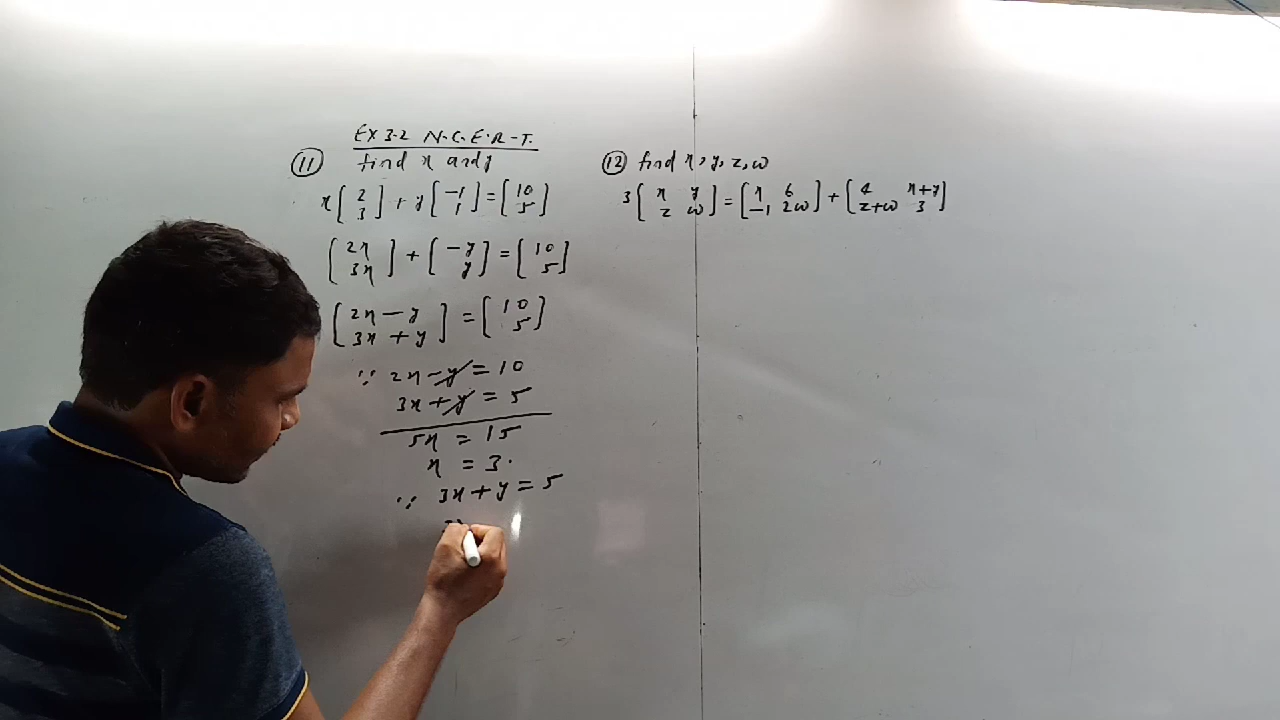 EX 3.2 N.C.E.R.T.
(11) find x and y
x [2 3] + y [-1 1] = [10 5]
[2x 3x] + [-y y] = [10 5]
[2x - y 3x + y] = [10 5]
∵ 2x - y = 10
3x + y = 5
5x = 15
x = 3.
∵ 3x + y = 5
(12) find x, y, z, w
3 [x y z w] = [x 6 -1 2w] + [4 x+y z+w 3]